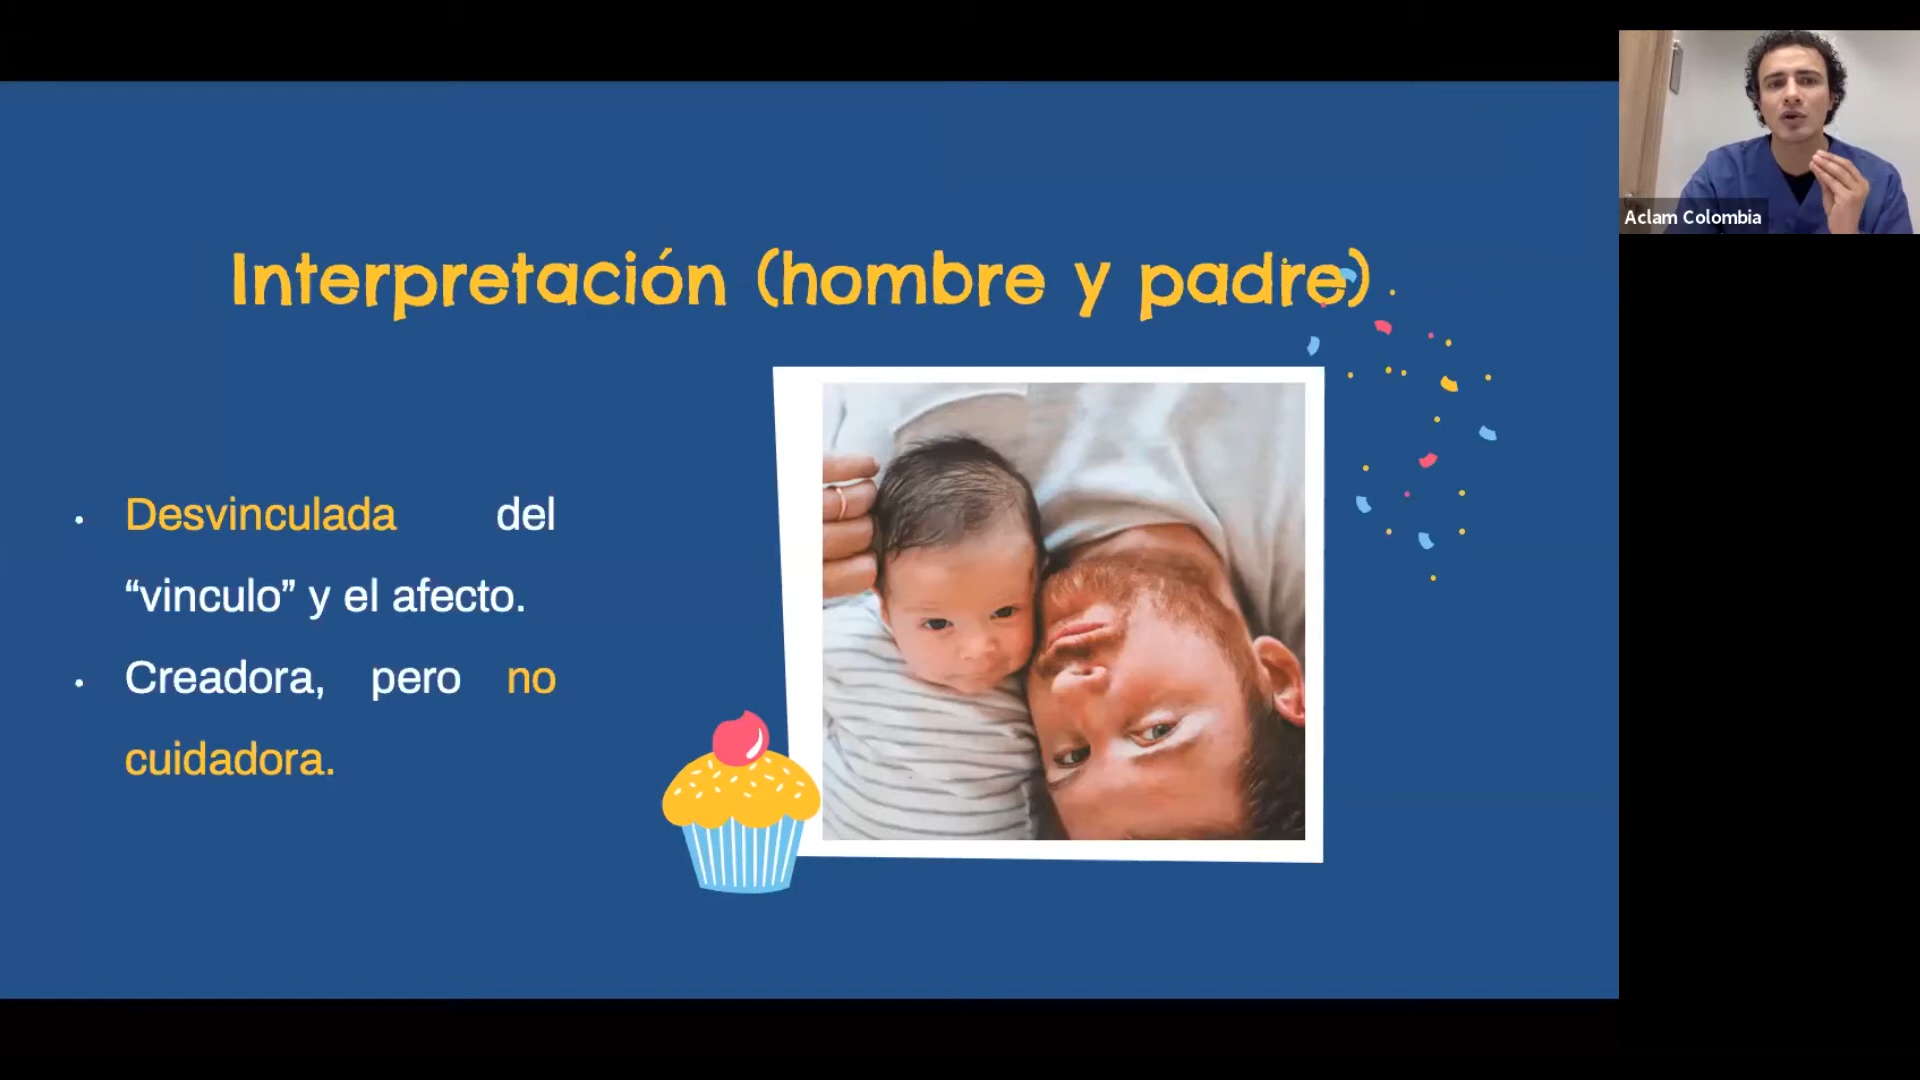 Interpretación (hombre y padre)
• Desvinculada del
“vinculo” y el afecto.
• Creadora, pero no
cuidadora.
Aclam Colombia